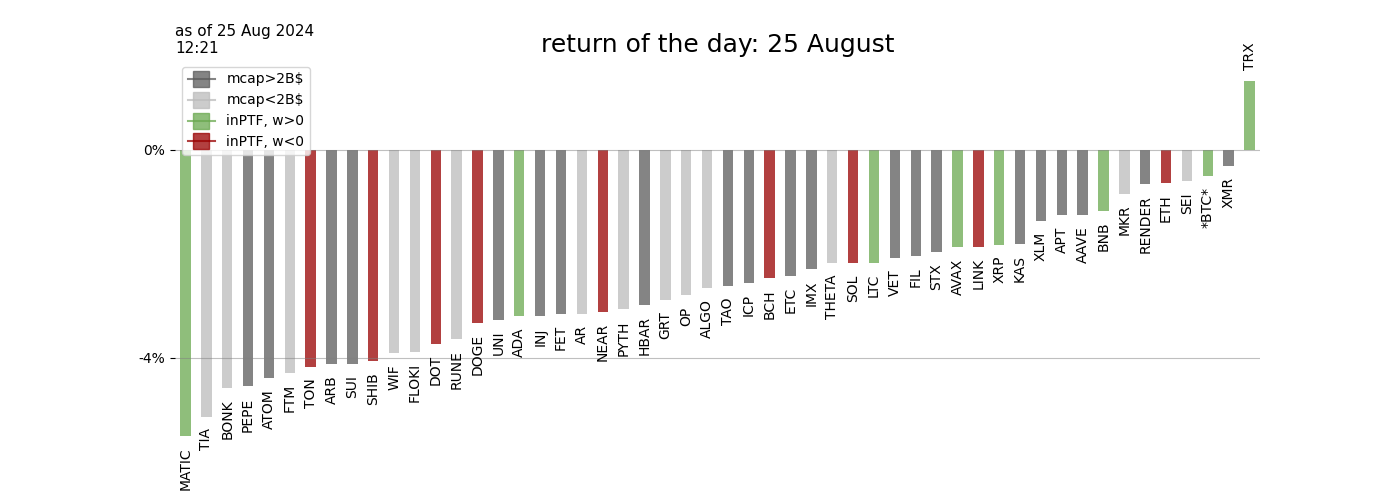 as of 25 Aug 2024
12:21
return of the day: 25 August
mcap>2B$
mcap<2B$
inPTF, w>0
inPTF, w<0
0%
-4%
MATIC
TIA
BONK
PEPE
ATOM
FTM
TON
ARB
SUI
SHIB
WIF
FLOKI
DOT
RUNE
DOGE
UNI
ADA
INJ
FET
AR
NEAR
PYTH
HBAR
GRT
OP
ALGO
TAO
ICP
BCH
ETC
IMX
THETA
SOL
LTC
VET
FIL
STX
AVAX
LINK
XRP
KAS
XLM
APT
AAVE
BNB
MKR
RENDER
ETH
SEI
*BTC*
XMR
TRX